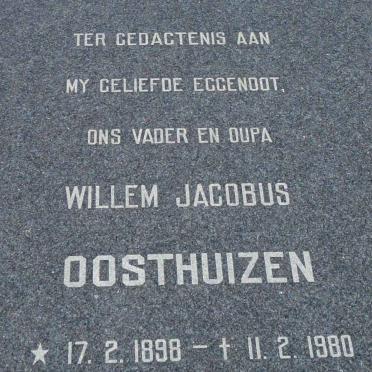 TER GEDAGTENIS AAN
MY GELIEFDE EGGENOOT,
ONS VADER EN OUPA
WILLEM JACOBUS
OOSTHUIZEN
★ 17. 2. 1898 – † 11. 2. 1980